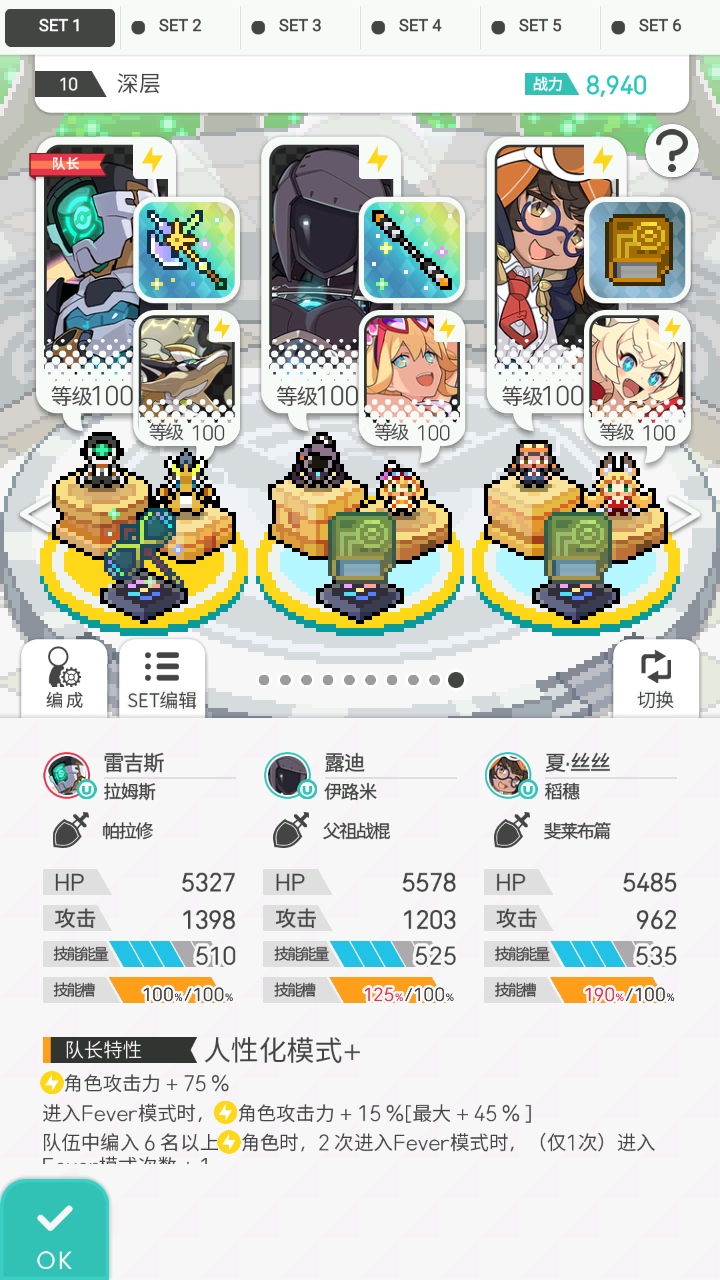 SET 1 SET 2 SET 3 SET 4 SET 5 SET 6
10 深层 战力 8,940
队长
等级100 等级100 等级100
等级 100 等级 100 等级 100
编成 SET编辑 切换
雷吉斯 露迪 夏·丝丝
拉姆斯 伊路米 稻穗
帕拉修 父祖战棍 斐莱布篇
HP 5327 HP 5578 HP 5485
攻击 1398 攻击 1203 攻击 962
技能能量 510 技能能量 525 技能能量 535
技能槽 100%/100% 技能槽 125%/100% 技能槽 190%/100%
队长特性 人性化模式+
角色攻击力+75%
进入Fever模式时，角色攻击力+15%[最大+45%]
队伍中编入6名以上角色时，2次进入Fever模式时，（仅1次）进入
Fever模式次数+1
OK